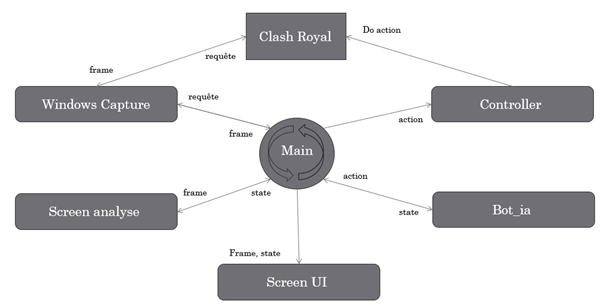 Clash Royal
Do action
requête
frame
Windows Capture
requête
frame
Controller
action
Main
Screen analyse
frame
state
action
state
Bot_ia
Frame, state
Screen UI